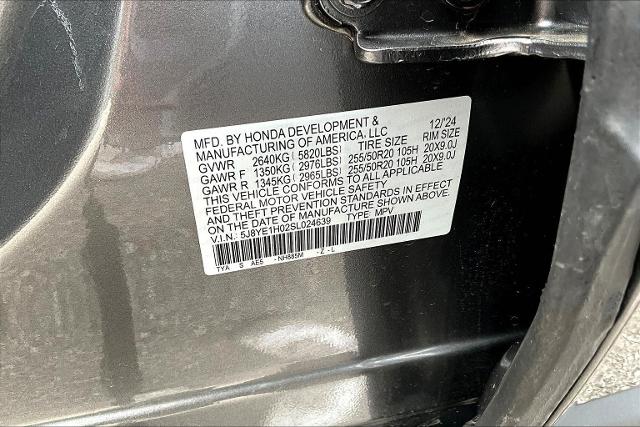 MFD. BY HONDA DEVELOPMENT & 12/'24
MANUFACTURING OF AMERICA, LLC
GVWR 2640KG (5820LBS) TIRE SIZE RIM SIZE
GAWR F 1350KG (2976LBS) 255/50R20 105H 20X9.0J
GAWR R 1345KG (2965LBS) 255/50R20 105H 20X9.0J
THIS VEHICLE CONFORMS TO ALL APPLICABLE
FEDERAL MOTOR VEHICLE SAFETY
AND THEFT PREVENTION STANDARDS IN EFFECT
ON THE DATE OF MANUFACTURE SHOWN ABOVE.
V.I.N.: 5J8YE1H02SL024639 TYPE: MPV
TYA S AE5 -NH885M -Z - L